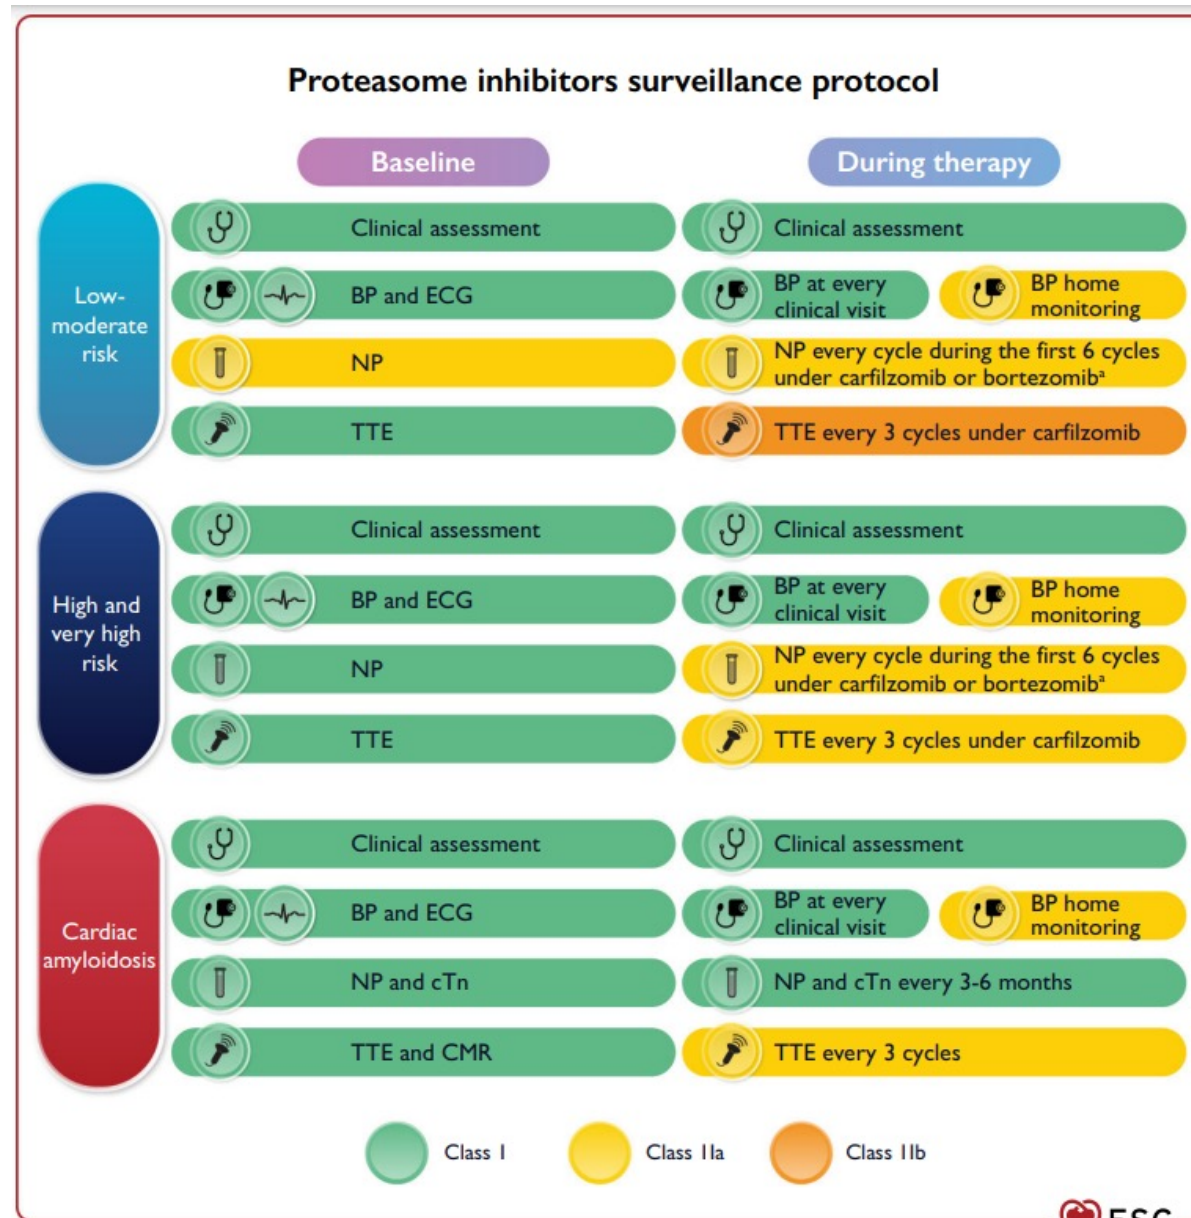 Proteasome inhibitors surveillance protocol
Baseline
During therapy
Low-
moderate
risk
Clinical assessment
Clinical assessment
BP and ECG
BP at every
clinical visit
BP home
monitoring
NP
NP every cycle during the first 6 cycles
under carfilzomib or bortezomibᵃ
TTE
TTE every 3 cycles under carfilzomib
High and
very high
risk
Clinical assessment
Clinical assessment
BP and ECG
BP at every
clinical visit
BP home
monitoring
NP
NP every cycle during the first 6 cycles
under carfilzomib or bortezomibᵃ
TTE
TTE every 3 cycles under carfilzomib
Cardiac
amyloidosis
Clinical assessment
Clinical assessment
BP and ECG
BP at every
clinical visit
BP home
monitoring
NP and cTn
NP and cTn every 3-6 months
TTE and CMR
TTE every 3 cycles
Class I
Class IIa
Class IIb
ESC